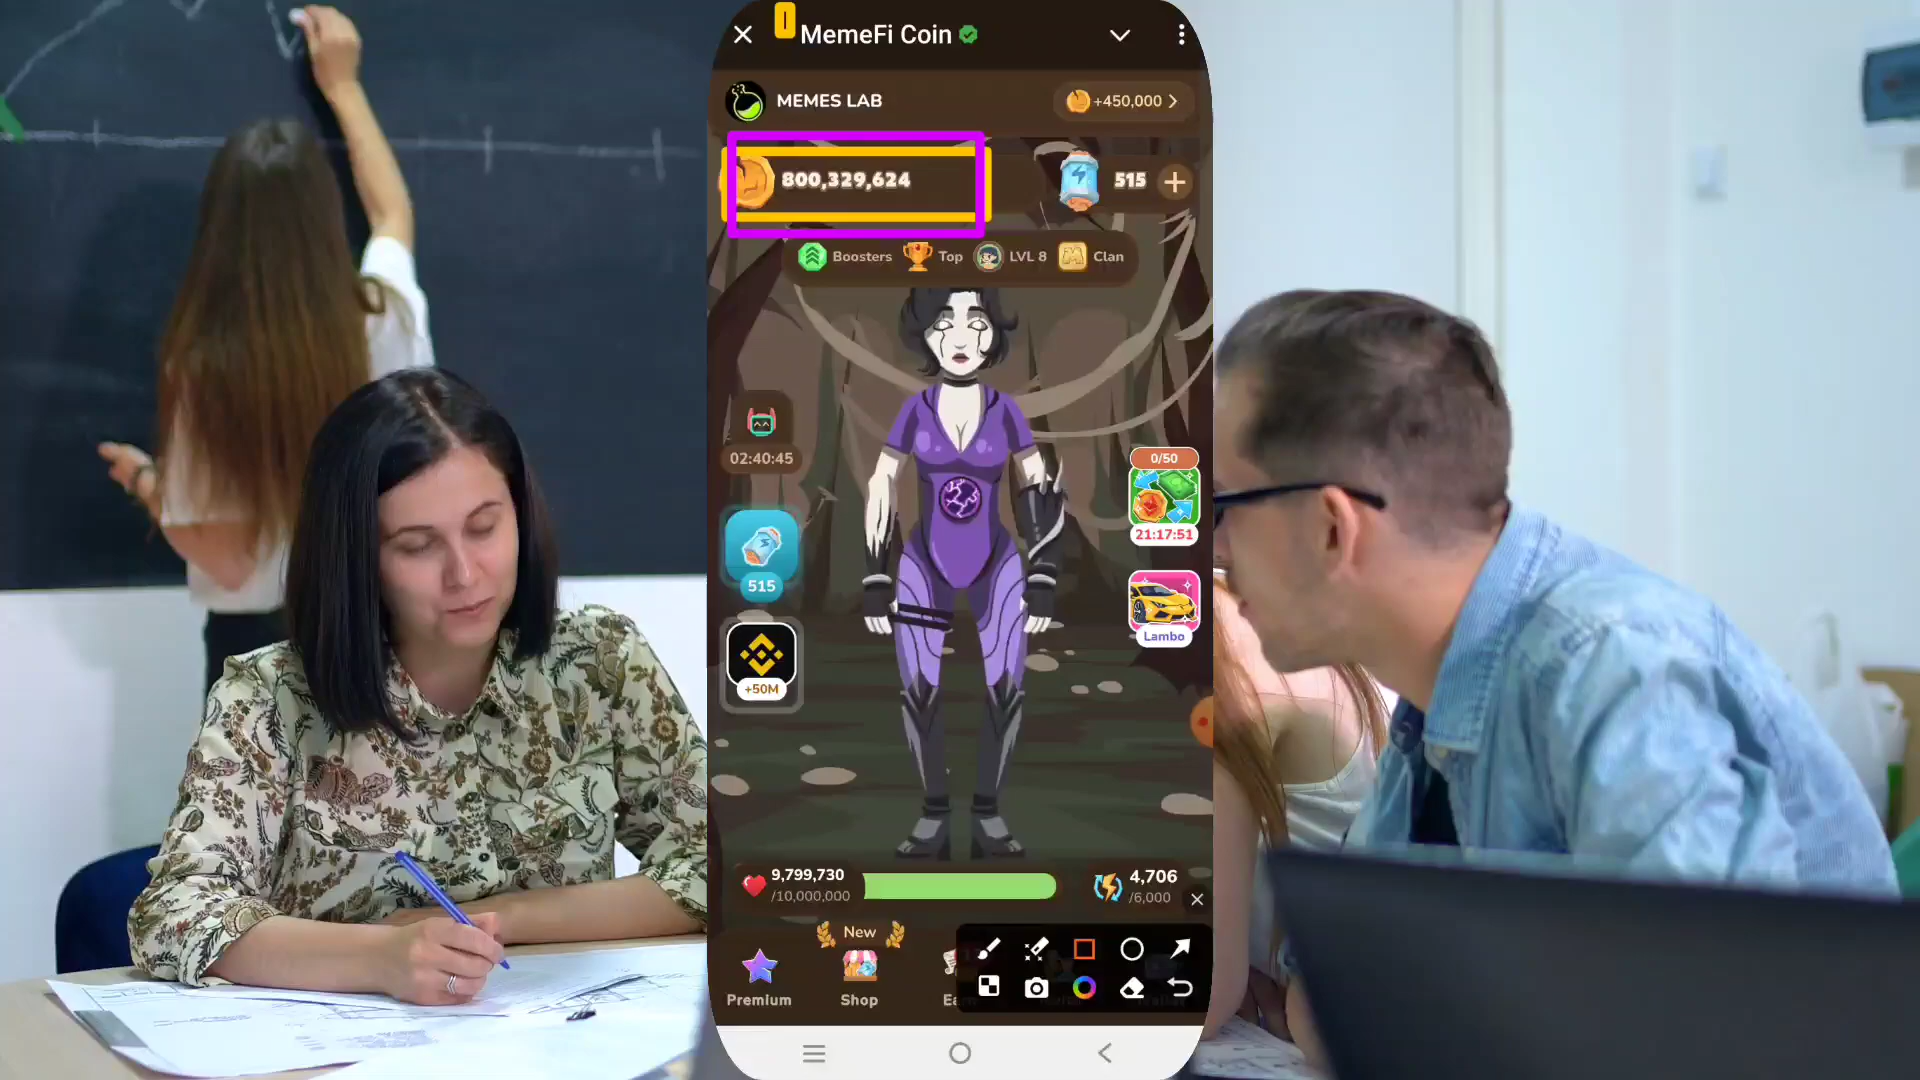 MemeFi Coin
MEMES LAB
+450,000
800,329,624
515
Boosters
Top
LVL 8
Clan
02:40:45
0/50
21:17:51
515
Lambo
+50M
9,799,730
/10,000,000
4,706
/6,000
New
Premium
Shop